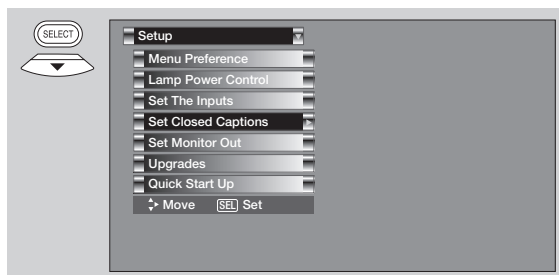 SELECT
Setup
Menu Preference
Lamp Power Control
Set The Inputs
Set Closed Captions
Set Monitor Out
Upgrades
Quick Start Up
Move SEL Set